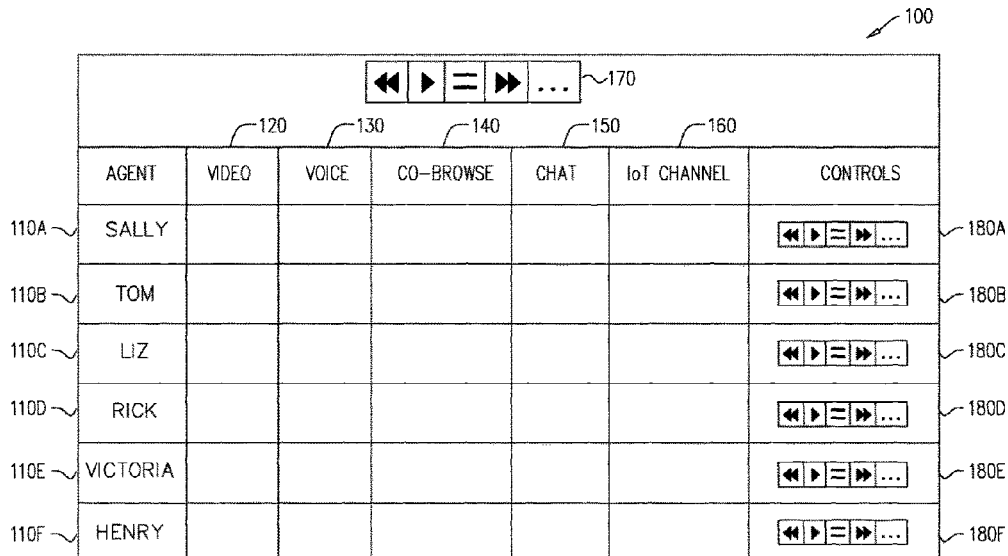 100
... 170
120 130 140 150 160
AGENT VIDEO VOICE CO-BROWSE CHAT IoT CHANNEL CONTROLS
110A SALLY ... 180A
110B TOM ... 180B
110C LIZ ... 180C
110D RICK ... 180D
110E VICTORIA ... 180E
110F HENRY ... 180F